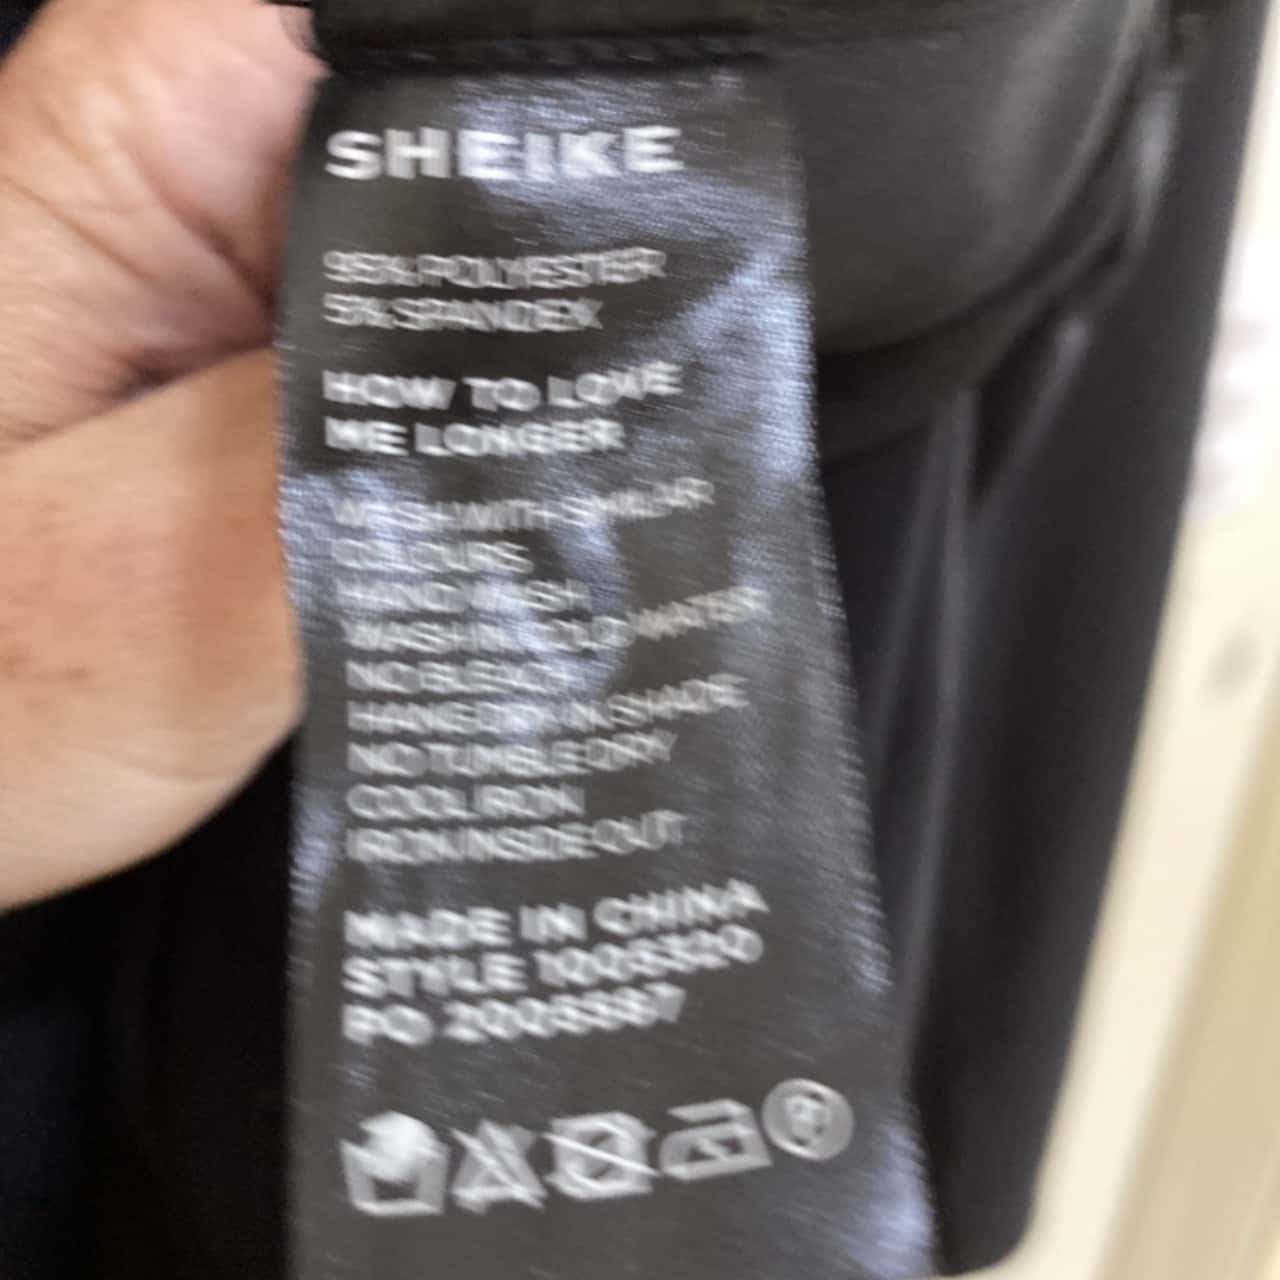 SHEIKE
95% POLYESTER
5% SPANDEX
HOW TO LOVE
ME LONGER
WASH WITH SIMILAR
COLOURS
HAND WASH
WASH IN COLD WATER
NO BLEACH
HANG DRY IN SHADE
NO TUMBLE DRY
COOL IRON
IRON INSIDE OUT
MADE IN CHINA
STYLE
PO